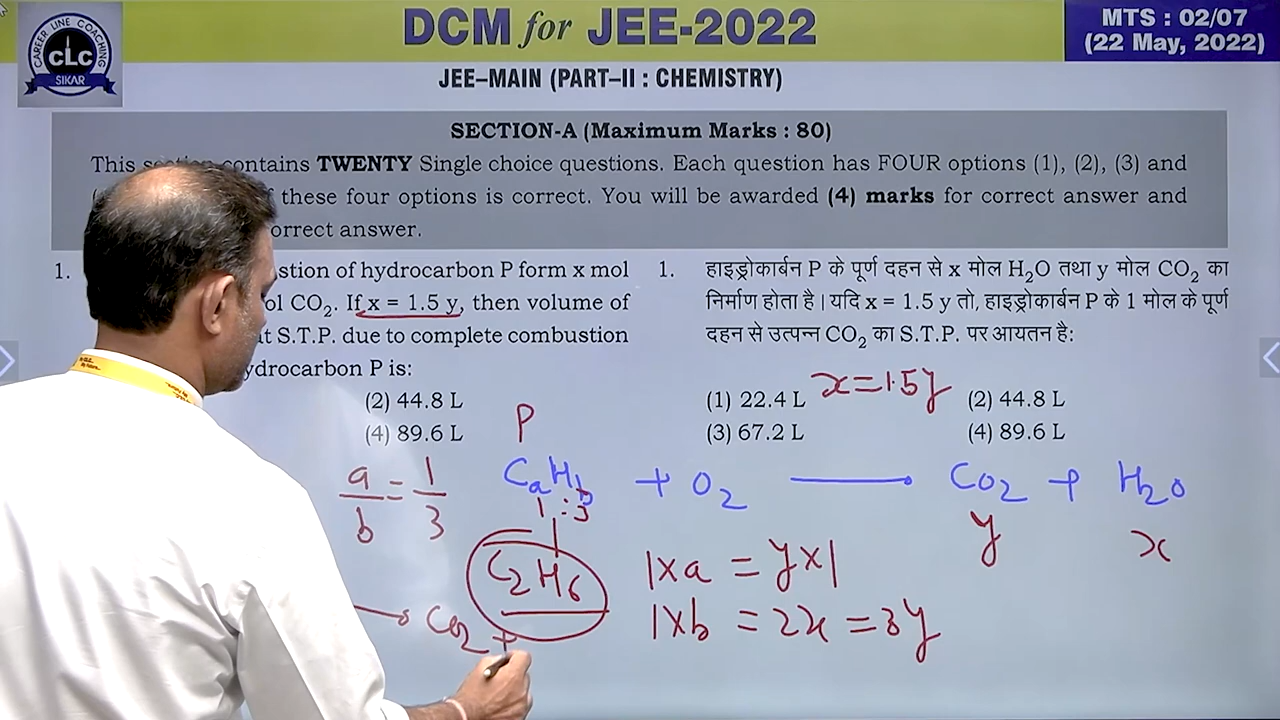 CAREER LINE COACHING
CLC
SIKAR
DCM for JEE-2022
MTS : 02/07
(22 May, 2022)
JEE–MAIN (PART–II : CHEMISTRY)
SECTION-A (Maximum Marks : 80)
This contains TWENTY Single choice questions. Each question has FOUR options (1), (2), (3) and
these four options is correct. You will be awarded (4) marks for correct answer and
answer.
1.
of hydrocarbon P form x mol
CO₂. If x = 1.5 y, then volume of
S.T.P. due to complete combustion
P is:
(2) 44.8 L
(4) 89.6 L
1. हाइड्रोकार्बन P के पूर्ण दहन से x मोल H₂O तथा y मोल CO₂ का
निर्माण होता है। यदि x = 1.5 y तो, हाइड्रोकार्बन P के 1 मोल के पूर्ण
दहन से उत्पन्न CO₂ का S.T.P. पर आयतन है:
(1) 22.4 L (2) 44.8 L
(3) 67.2 L (4) 89.6 L
x=1.5y
P
a/b = 1/3
CaHb + O₂ ⟶ CO₂ + H₂O
1 : 3
y x
C₂H₆
1×a = y×1
1×b = 2x = 3y
→ CO₂ +